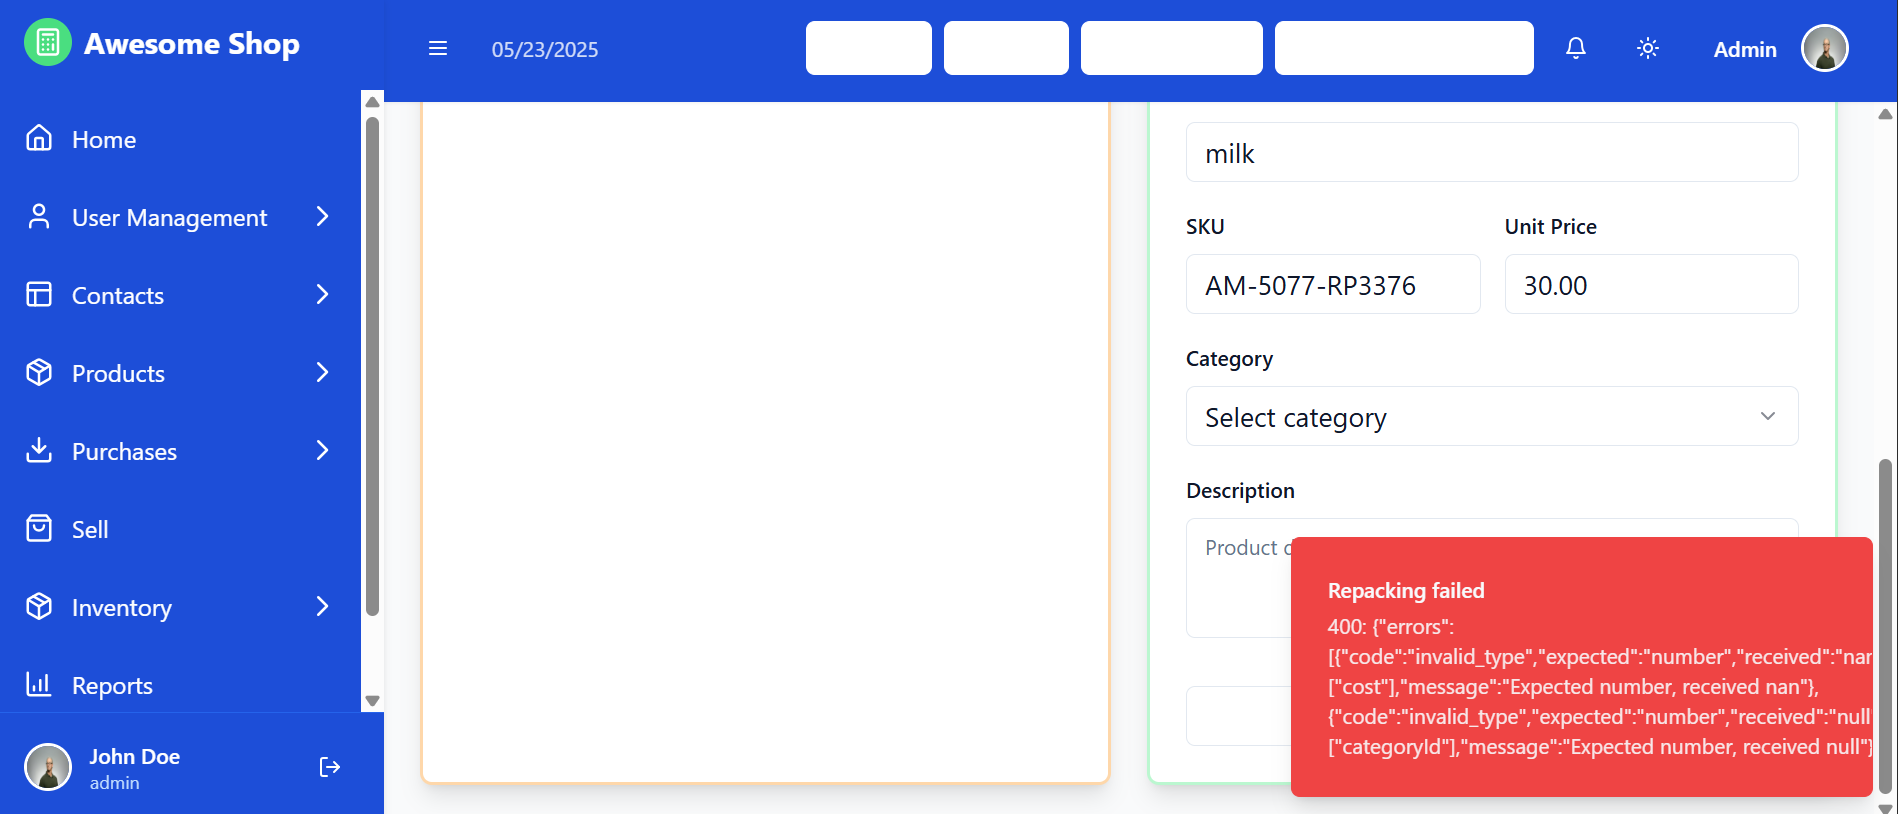 Awesome Shop
05/23/2025
Admin
Home
User Management
Contacts
Products
Purchases
Sell
Inventory
Reports
John Doe
admin
milk
SKU
Unit Price
AM-5077-RP3376
30.00
Category
Select category
Description
Product
Repacking failed
400: {"errors":
[{"code":"invalid_type","expected":"number","received":"nan
["cost"],"message":"Expected number, received nan"},
{"code":"invalid_type","expected":"number","received":"null
["categoryId"],"message":"Expected number, received null"}